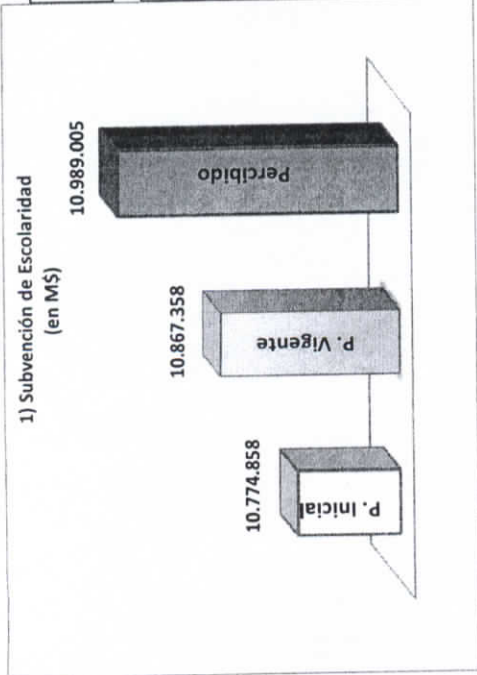 1) Subvención de Escolaridad
(en M$)
10.774.858
10.867.358
10.989.005
P. Inicial
P. Vigente
Percibido